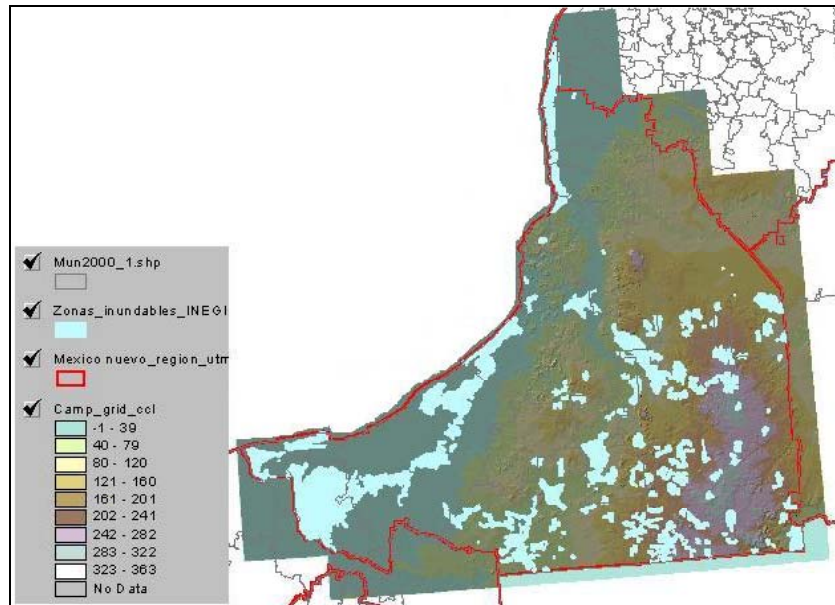 Mun2000_1.shp
Zonas_inundables_INEGI
Mexico nuevo_region_utm
Camp_grid_ccl
-1 - 39
40 - 79
80 - 120
121 - 160
161 - 201
202 - 241
242 - 282
283 - 322
323 - 363
No Data